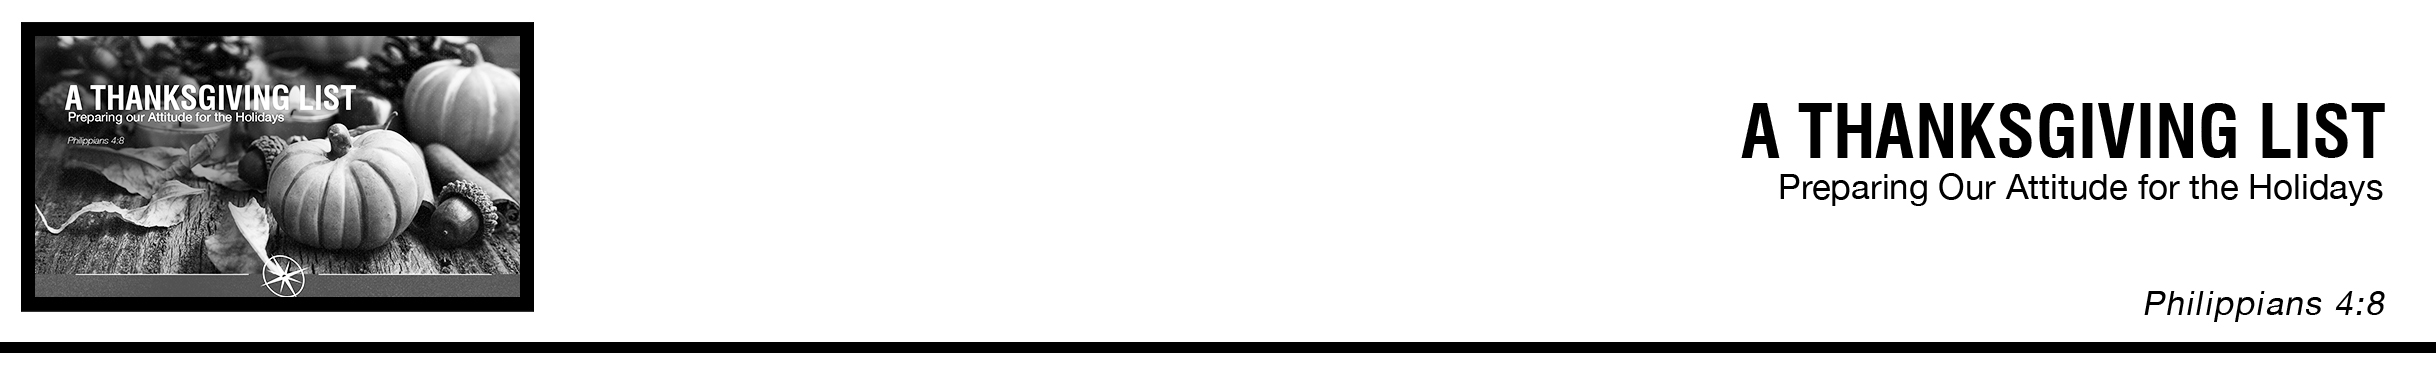 A THANKSGIVING LIST
Preparing our Attitude for the Holidays
Philippians 4:8
A THANKSGIVING LIST
Preparing Our Attitude for the Holidays
Philippians 4:8